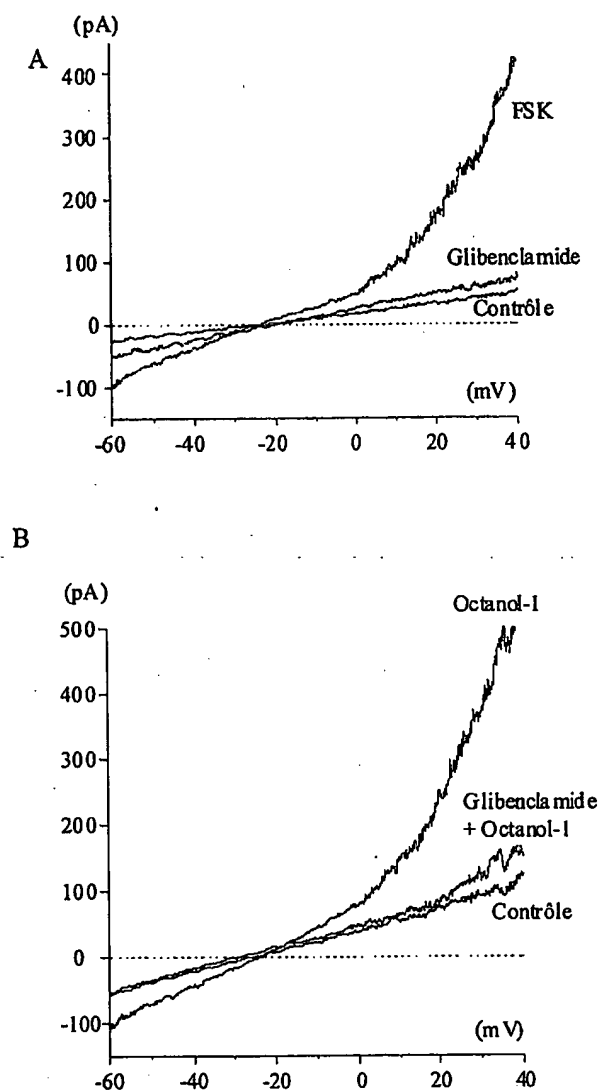 (pA)
A
400
300
200
100
0
-100
FSK
Glibenclamide
Contrôle
(mV)
-60 -40 -20 0 20 40
B
(pA)
500
400
300
200
100
0
-100
Octanol-1
Glibenclamide
+ Octanol-1
Contrôle
(mV)
-60 -40 -20 0 20 40